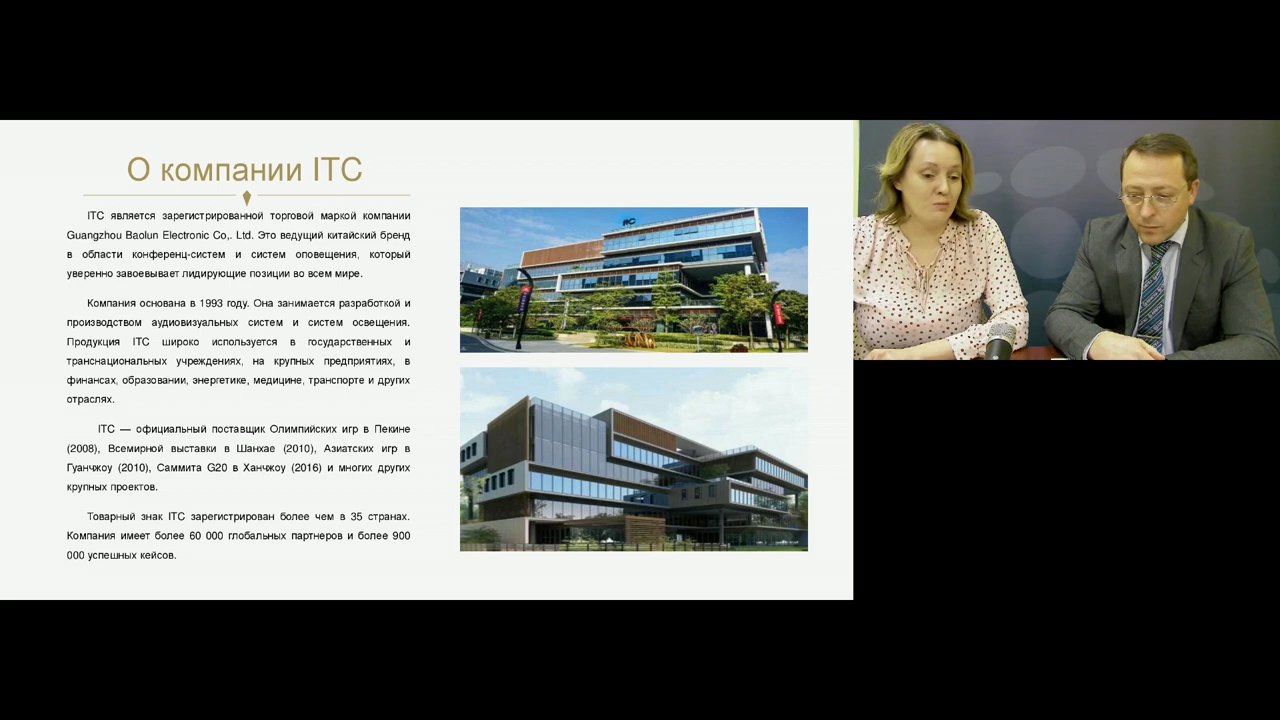 О компании ITC
ITC является зарегистрированной торговой маркой компании
Guangzhou Baolun Electronic Co,. Ltd. Это ведущий китайский бренд
в области конференц-систем и систем оповещения, который
уверенно завоевывает лидирующие позиции во всем мире.
Компания основана в 1993 году. Она занимается разработкой и
производством аудиовизуальных систем и систем освещения.
Продукция ITC широко используется в государственных и
транснациональных учреждениях, на крупных предприятиях, в
финансах, образовании, энергетике, медицине, транспорте и других
отраслях.
ITC — официальный поставщик Олимпийских игр в Пекине
(2008), Всемирной выставки в Шанхае (2010), Азиатских игр в
Гуанчжоу (2010), Саммита G20 в Ханчжоу (2016) и многих других
крупных проектов.
Товарный знак ITC зарегистрирован более чем в 35 странах.
Компания имеет более 60 000 глобальных партнеров и более 900
000 успешных кейсов.
itC